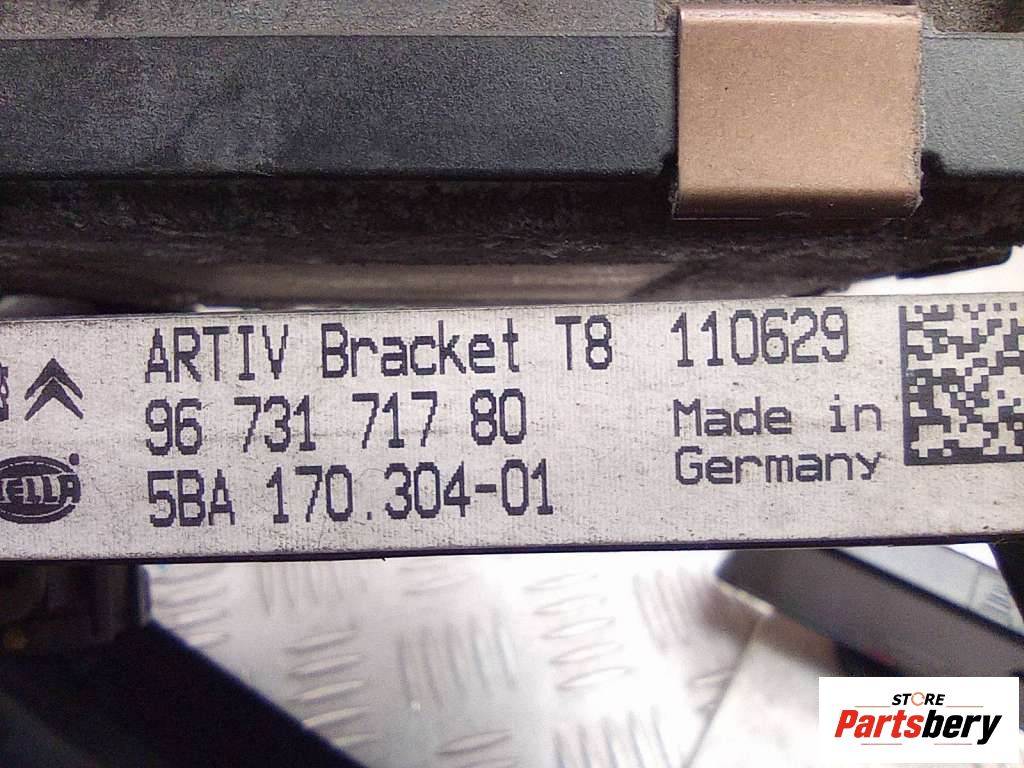 ARTIV Bracket T8 110629
96 731 717 80
Made in
Germany
5BA 170.304-01
STORE
Partsbery